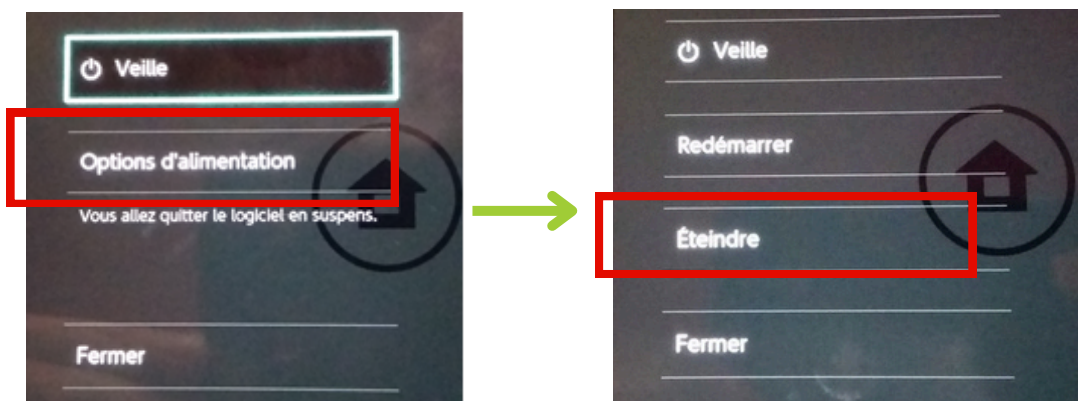 Veille
Options d'alimentation
Vous allez quitter le logiciel en suspens.
Fermer
Veille
Redémarrer
Éteindre
Fermer